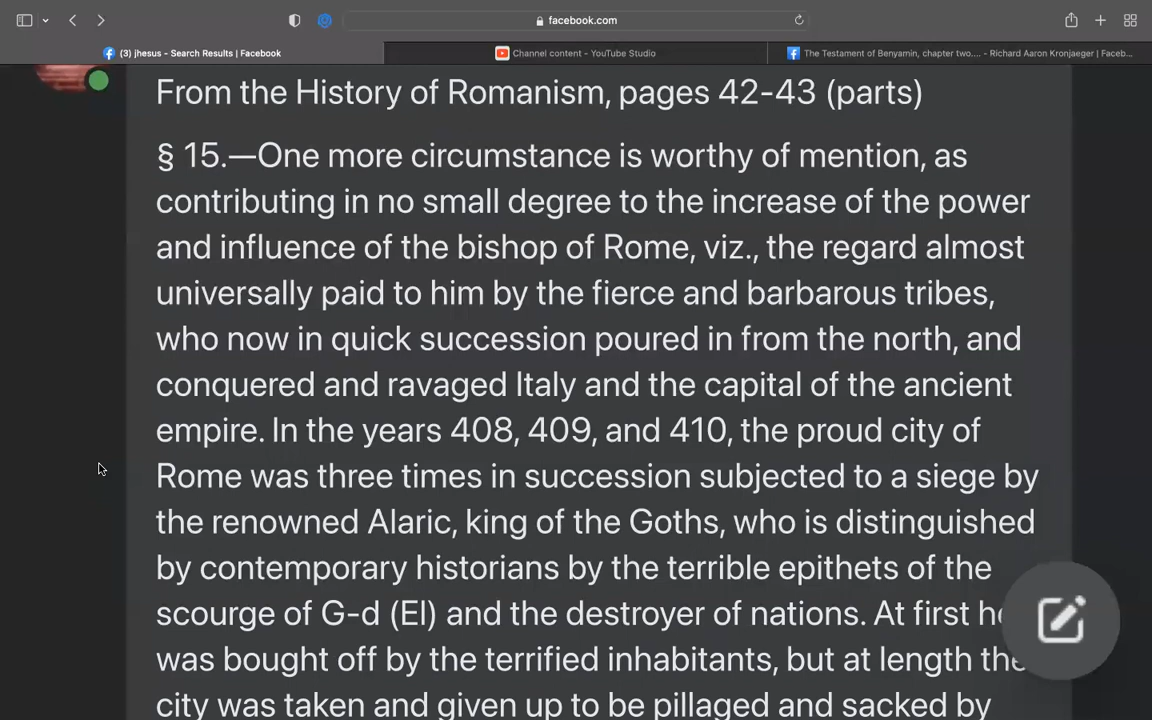 facebook.com
(3) jhesus - Search Results | Facebook
Channel content - YouTube Studio
The Testament of Benyamin, chapter two.... - Richard Aaron Kronjaeger | Faceb...
From the History of Romanism, pages 42-43 (parts)
§ 15.—One more circumstance is worthy of mention, as
contributing in no small degree to the increase of the power
and influence of the bishop of Rome, viz., the regard almost
universally paid to him by the fierce and barbarous tribes,
who now in quick succession poured in from the north, and
conquered and ravaged Italy and the capital of the ancient
empire. In the years 408, 409, and 410, the proud city of
Rome was three times in succession subjected to a siege by
the renowned Alaric, king of the Goths, who is distinguished
by contemporary historians by the terrible epithets of the
scourge of G-d (El) and the destroyer of nations. At first he
was bought off by the terrified inhabitants, but at length the
city was taken and given up to be pillaged and sacked by